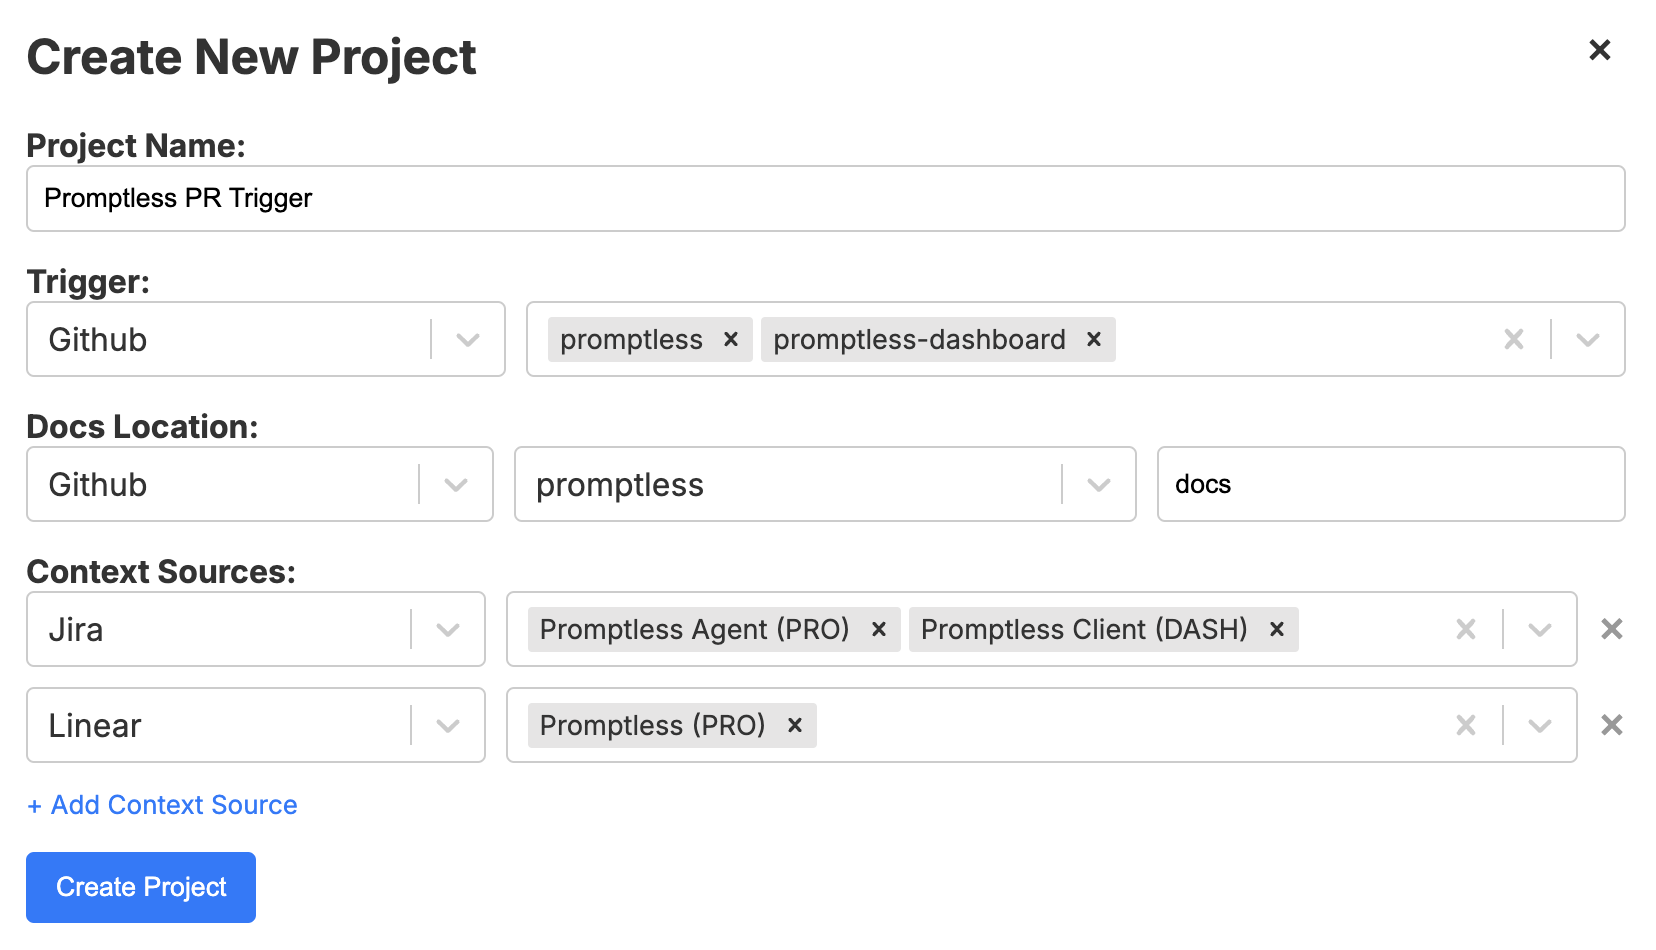 Create New Project
Project Name:
Promptless PR Trigger
Trigger:
Github promptless promptless-dashboard
Docs Location:
Github promptless docs
Context Sources:
Jira Promptless Agent (PRO) Promptless Client (DASH)
Linear Promptless (PRO)
+ Add Context Source
Create Project